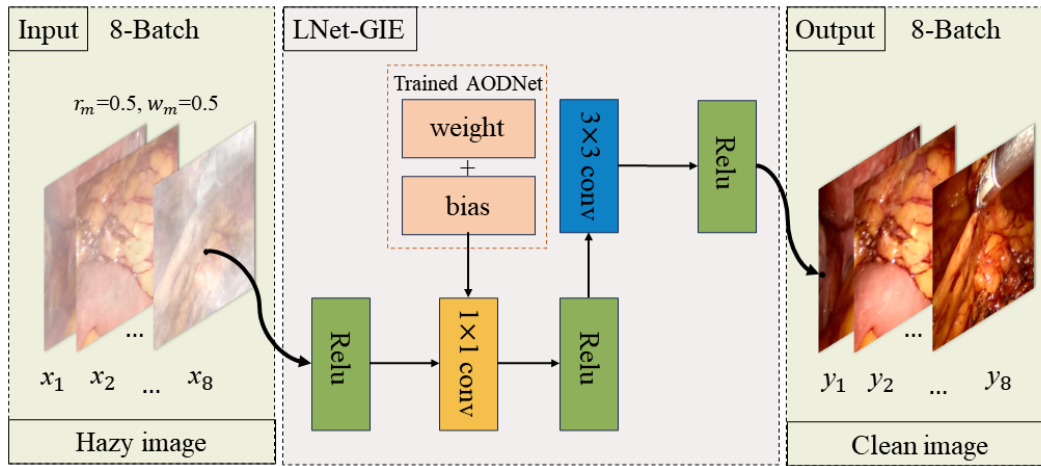 Input
8-Batch
r_m=0.5, w_m=0.5
...
x_1
x_2
...
x_8
Hazy image
LNet-GIE
Trained AODNet
weight
+
bias
Relu
1×1 conv
Relu
3×3 conv
Relu
Output
8-Batch
...
y_1
y_2
...
y_8
Clean image